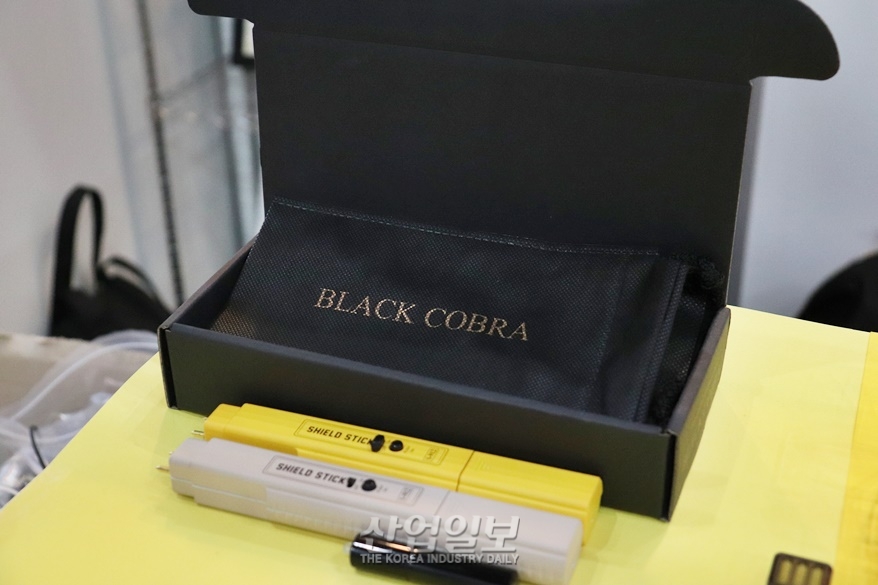 BLACK COBRA
SHIELD STICK
SHIELD STICK
산업일보
THE KOREA INDUSTRY DAILY